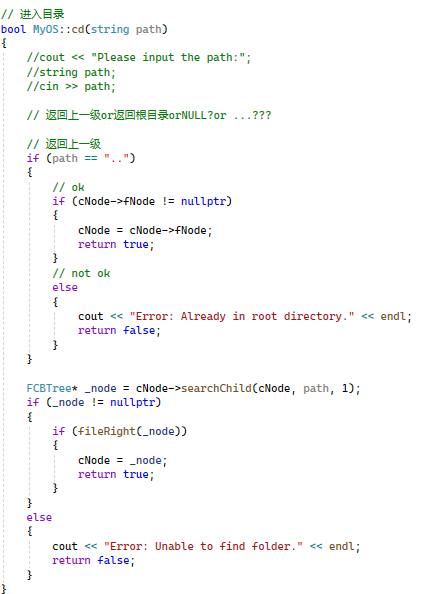 // 进入目录
bool MyOS::cd(string path)
{
    //cout << "Please input the path:";
    //string path;
    //cin >> path;

    // 返回上一级or返回根目录orNULL?or ...???

    // 返回上一级
    if (path == "..")
    {
        // ok
        if (cNode->fNode != nullptr)
        {
            cNode = cNode->fNode;
            return true;
        }
        // not ok
        else
        {
            cout << "Error: Already in root directory." << endl;
            return false;
        }
    }

    FCBTree* _node = cNode->searchChild(cNode, path, 1);
    if (_node != nullptr)
    {
        if (fileRight(_node))
        {
            cNode = _node;
            return true;
        }
    }
    else
    {
        cout << "Error: Unable to find folder." << endl;
        return false;
    }
}